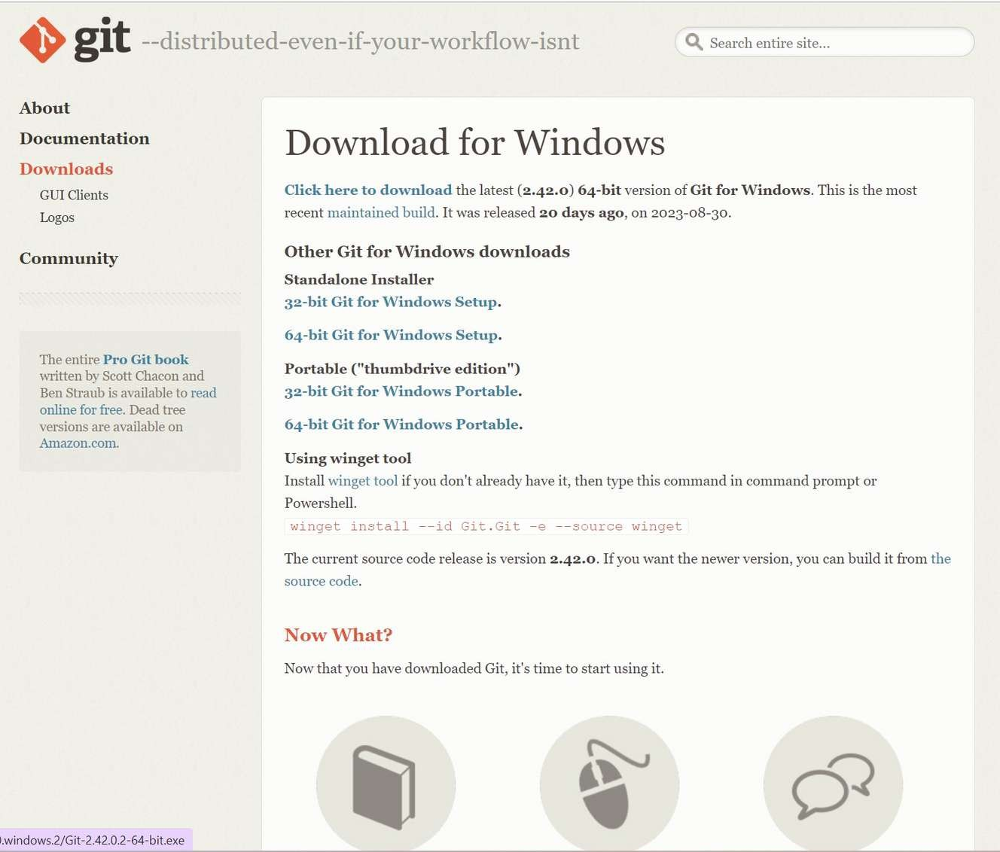 git --distributed-even-if-your-workflow-isnt
Search entire site...
About
Documentation
Downloads
GUI Clients
Logos
Community
The entire Pro Git book
written by Scott Chacon and
Ben Straub is available to read
online for free. Dead tree
versions are available on
Amazon.com.
Download for Windows
Click here to download the latest (2.42.0) 64-bit version of Git for Windows. This is the most
recent maintained build. It was released 20 days ago, on 2023-08-30.
Other Git for Windows downloads
Standalone Installer
32-bit Git for Windows Setup.
64-bit Git for Windows Setup.
Portable ("thumbdrive edition")
32-bit Git for Windows Portable.
64-bit Git for Windows Portable.
Using winget tool
Install winget tool if you don't already have it, then type this command in command prompt or
Powershell.
winget install --id Git.Git -e --source winget
The current source code release is version 2.42.0. If you want the newer version, you can build it from the
source code.
Now What?
Now that you have downloaded Git, it's time to start using it.
.windows.2/Git-2.42.0.2-64-bit.exe